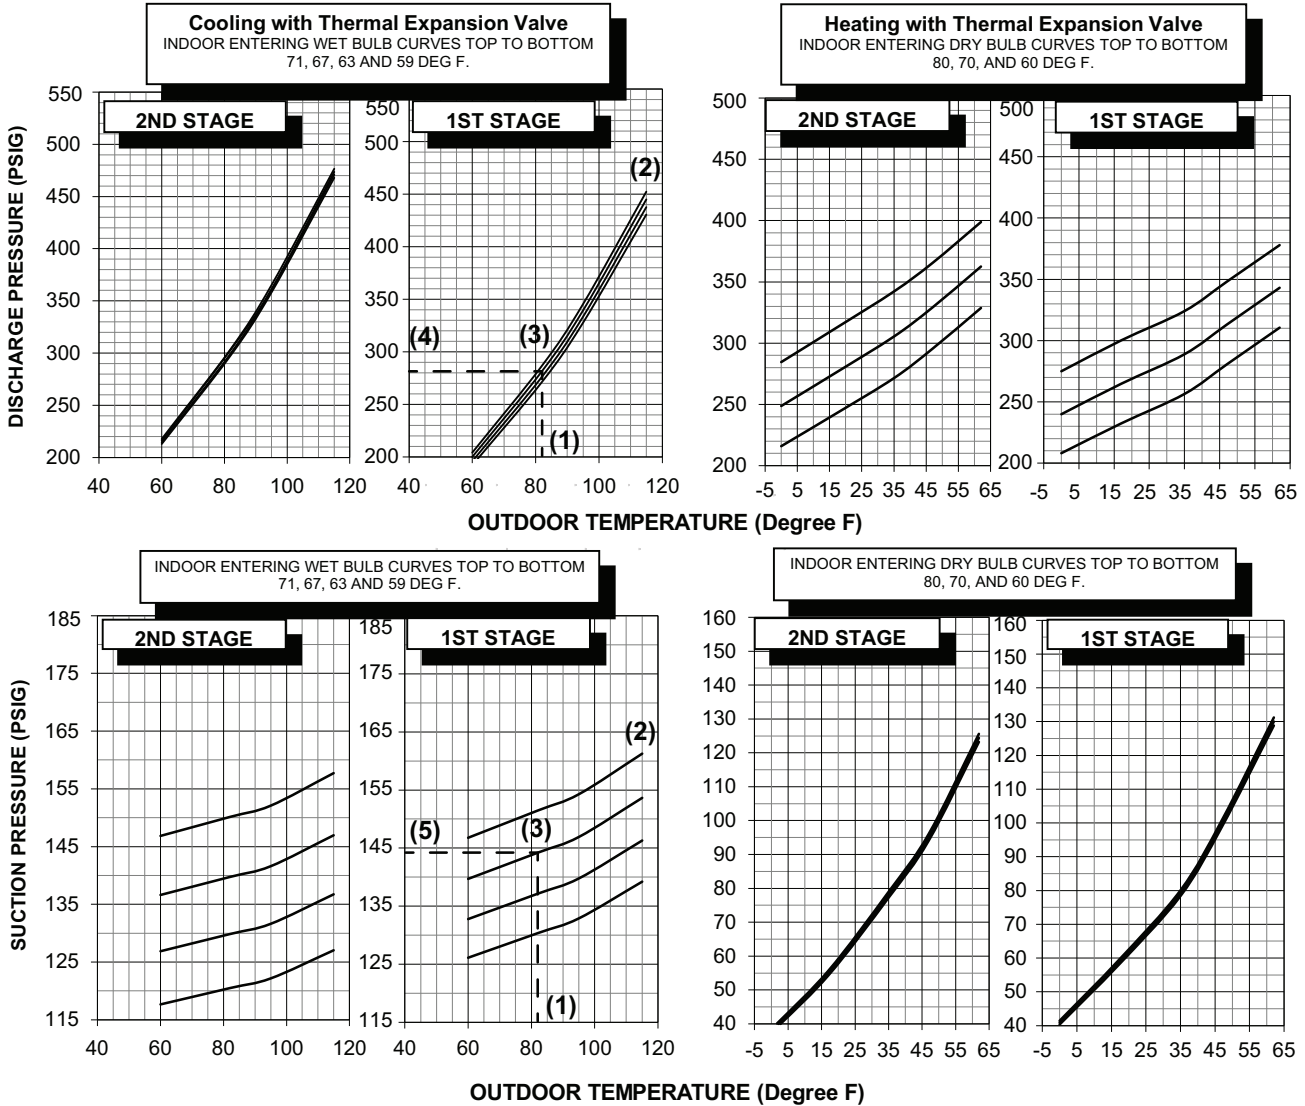 Cooling with Thermal Expansion Valve
INDOOR ENTERING WET BULB CURVES TOP TO BOTTOM
71, 67, 63 AND 59 DEG F.
Heating with Thermal Expansion Valve
INDOOR ENTERING DRY BULB CURVES TOP TO BOTTOM
80, 70, AND 60 DEG F.
DISCHARGE PRESSURE (PSIG)
2ND STAGE
550
500
450
400
350
300
250
200
40 60 80 100 120
1ST STAGE
550
500
450
400
350
300
250
200
(2)
(4)
(3)
(1)
40 60 80 100 120
2ND STAGE
500
450
400
350
300
250
200
-5 5 15 25 35 45 55 65
1ST STAGE
500
450
400
350
300
250
200
-5 5 15 25 35 45 55 65
OUTDOOR TEMPERATURE (Degree F)
INDOOR ENTERING WET BULB CURVES TOP TO BOTTOM
71, 67, 63 AND 59 DEG F.
INDOOR ENTERING DRY BULB CURVES TOP TO BOTTOM
80, 70, AND 60 DEG F.
SUCTION PRESSSURE (PSIG)
2ND STAGE
185
175
165
155
145
135
125
115
40 60 80 100 120
1ST STAGE
185
175
165
155
145
135
125
115
(2)
(5)
(3)
(1)
40 60 80 100 120
2ND STAGE
160
150
140
130
120
110
100
90
80
70
60
50
40
-5 5 15 25 35 45 55 65
1ST STAGE
160
150
140
130
120
110
100
90
80
70
60
50
40
-5 5 15 25 35 45 55 65
OUTDOOR TEMPERATURE (Degree F)